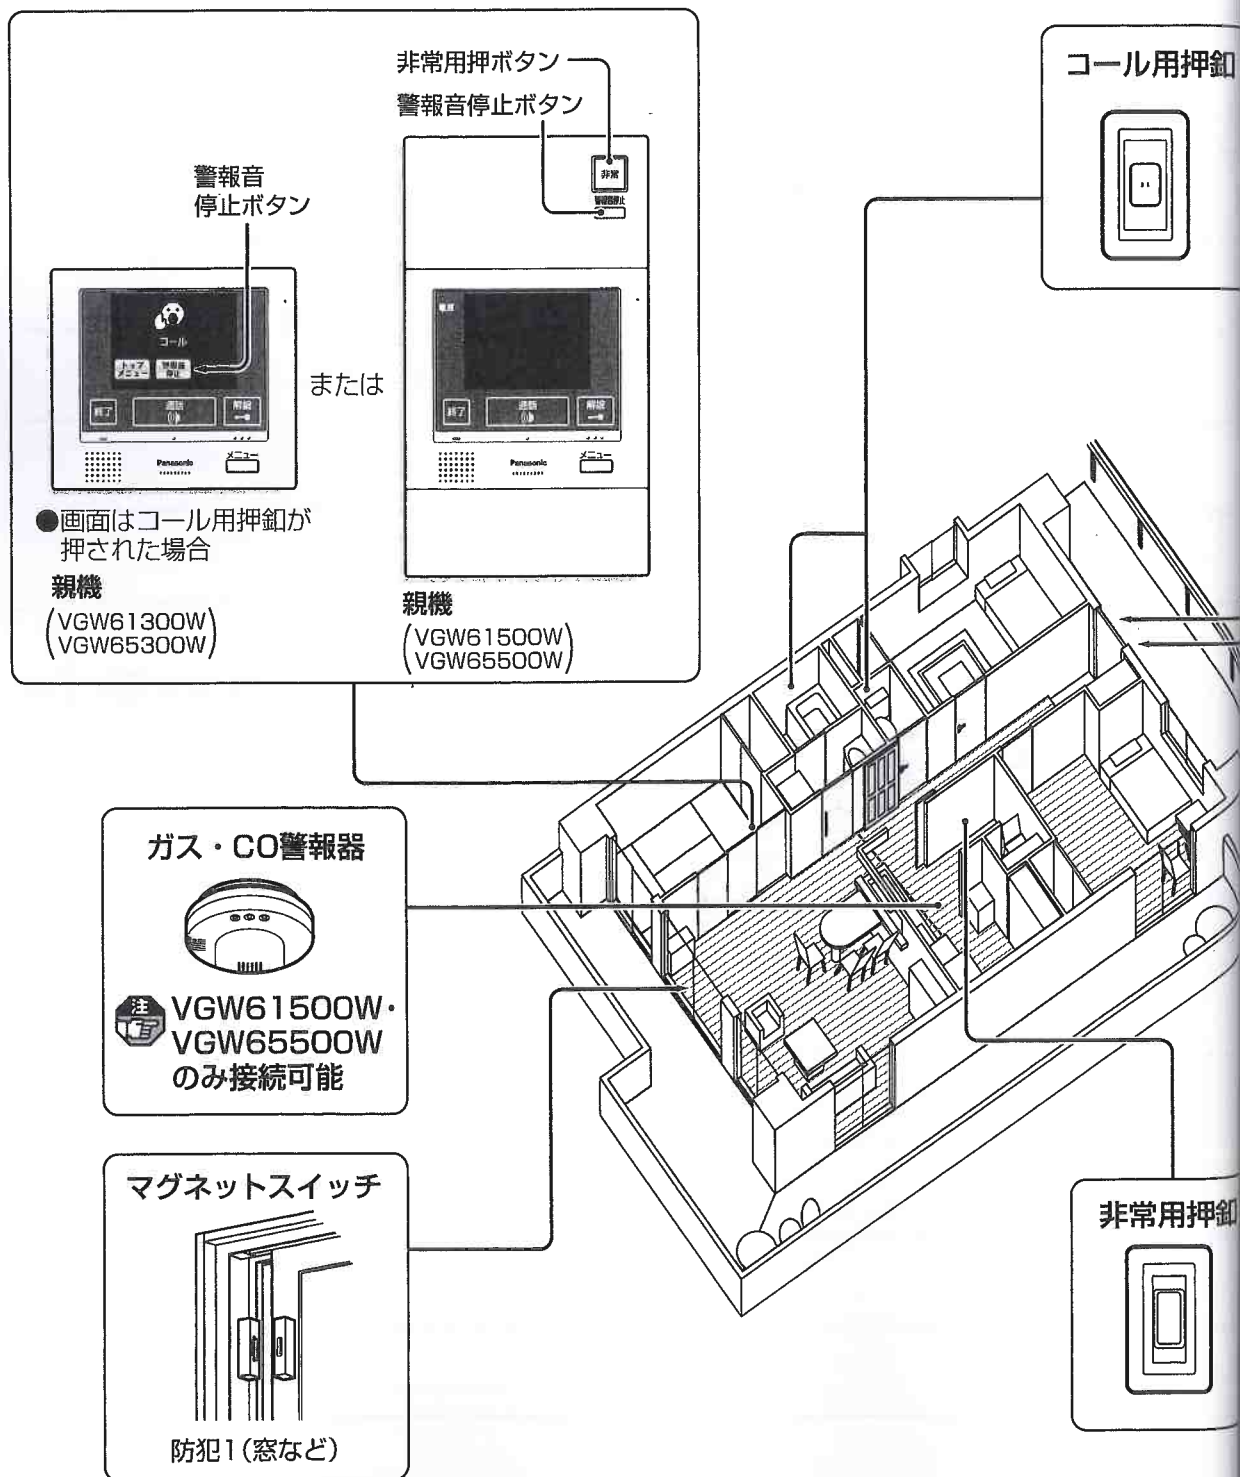 非常用押ボタン
警報音停止ボタン
警報音
停止ボタン
非常
警報音停止
コール
トップ
メニュー
警報音
停止
終了
通話
解錠
Panasonic
メニュー
または
電源
終了
通話
解錠
Panasonic
メニュー
●画面はコール用押釦が
押された場合
親機
(VGW61300W
VGW65300W)
親機
(VGW61500W
VGW65500W)
コール用押釦
ガス・CO警報器
注
VGW61500W・
VGW65500W
のみ接続可能
マグネットスイッチ
防犯1(窓など)
非常用押釦